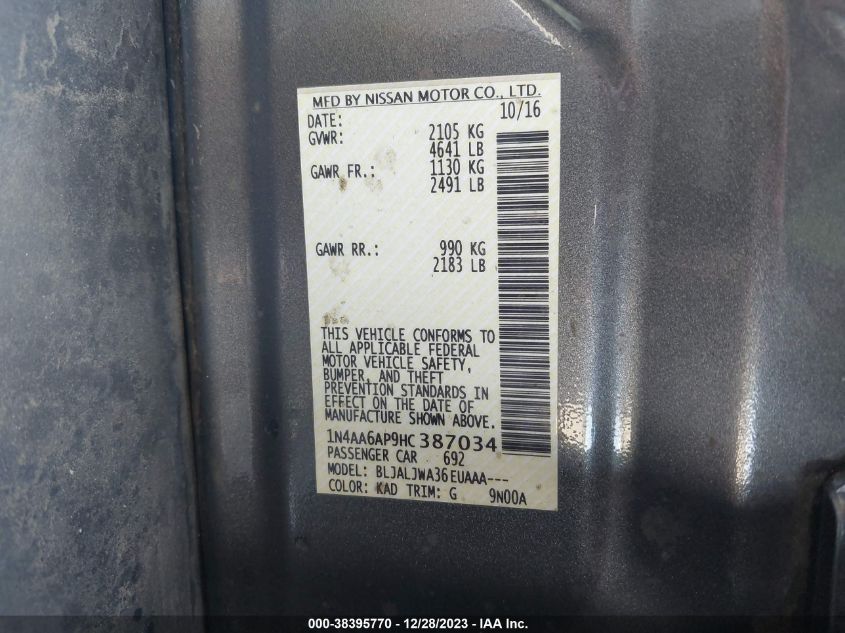 MFD BY NISSAN MOTOR CO., LTD.
DATE: 10/16
GVWR: 2105 KG
4641 LB
GAWR FR.: 1130 KG
2491 LB
GAWR RR.: 990 KG
2183 LB
THIS VEHICLE CONFORMS TO
ALL APPLICABLE FEDERAL
MOTOR VEHICLE SAFETY,
BUMPER, AND THEFT
PREVENTION STANDARDS IN
EFFECT ON THE DATE OF
MANUFACTURE SHOWN ABOVE.
1N4AA6AP9HC387034
PASSENGER CAR 692
MODEL: BLJALJWA36EUAAA---
COLOR: KAD TRIM: G 9N00A
000-38395770 - 12/28/2023 - IAA Inc.